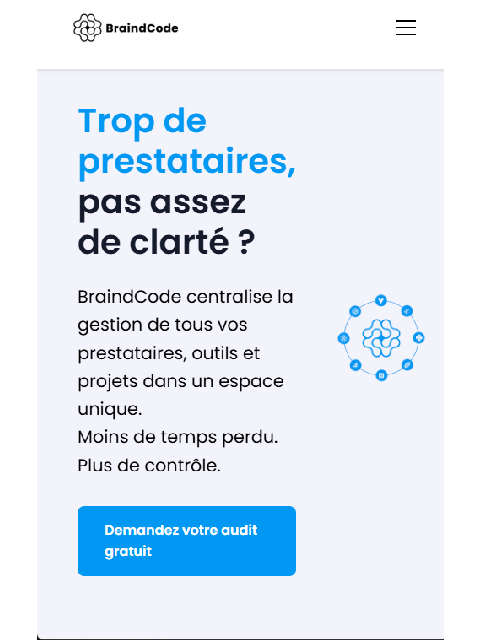 BraindCode
Trop de
prestataires,
pas assez
de clarté ?
BraindCode centralise la
gestion de tous vos
prestataires, outils et
projets dans un espace
unique.
Moins de temps perdu.
Plus de contrôle.
Demandez votre audit
gratuit